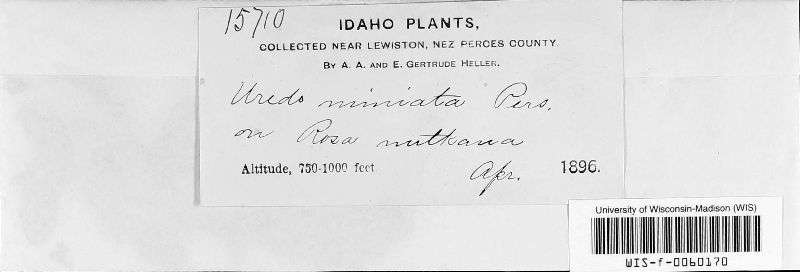 15710
IDAHO PLANTS,
COLLECTED NEAR LEWISTON, NEZ PERCES COUNTY.
BY A. A. AND E. GERTRUDE HELLER.
Uredo miniata Pers.
on Rosa nutkana
Altitude, 750-1000 feet Apr. 1896.
University of Wisconsin-Madison (WIS)
WIS-f-0060170